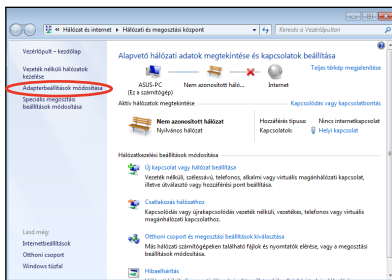 Hálózat és internet
Hálózati és megosztási központ
Keresés a Vezérlőpulton
Vezérlőpult – kezdőlap
Vezeték nélküli hálózatok
kezelése
Adapterbeállítások módosítása
Speciális megosztási
beállítások módosítása
Lásd még:
Internetbeállítások
Otthoni csoport
Windows tűzfal
Alapvető hálózati adatok megtekintése és kapcsolatok beállítása
Teljes térkép megjelenítése
ASUS-PC
(Ez a számítógép)
Nem azonosított háló...
Internet
Aktív hálózatok megtekintése
Kapcsolódás vagy kapcsolatbontás
Nem azonosított hálózat
Nyilvános hálózat
Hozzáférés típusa: Nincs internetkapcsolat
Kapcsolatok: Helyi kapcsolat
Hálózatkezelési beállítások módosítása
Új kapcsolat vagy hálózat beállítása
Vezeték nélküli, szélessávú, telefonos, alkalmi vagy virtuális magánhálózati kapcsolat,
illetve útválasztó vagy hozzáférési pont beállítása.
Csatlakozás hálózathoz
Kapcsolódás vagy újrakapcsolódás vezeték nélküli, vezetékes, telefonos vagy virtuális
magánhálózati kapcsolathoz.
Otthoni csoport és megosztás beállításainak kiválasztása
Más hálózati számítógépeken található fájlok és nyomtatók elérése, vagy a megosztási
beállítások módosítása.
Hibaelhárítás